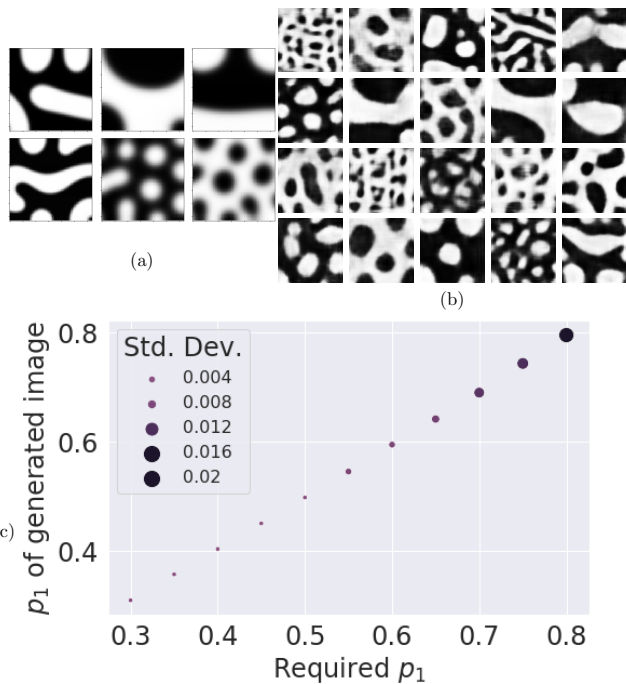 (a)
(b)
c)
p₁ of generated image
0.8
0.6
0.4
Std. Dev.
0.004
0.008
0.012
0.016
0.02
0.3 0.4 0.5 0.6 0.7 0.8
Required p₁